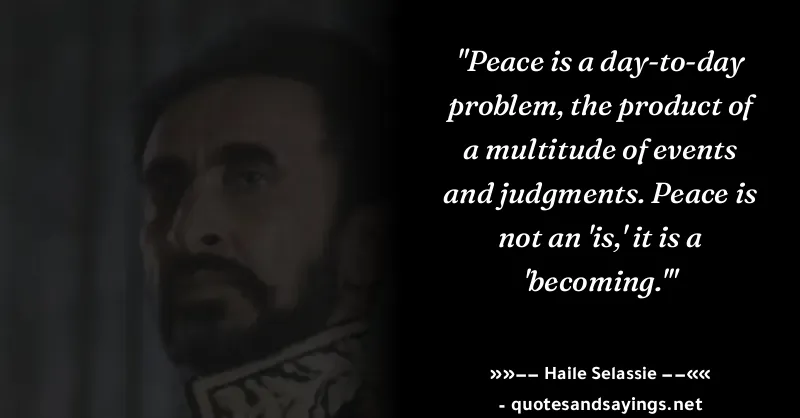 "Peace is a day-to-day
problem, the product of
a multitude of events
and judgments. Peace is
not an 'is,' it is a
'becoming.'"
»»–– Haile Selassie ––««
- quotesandsayings.net